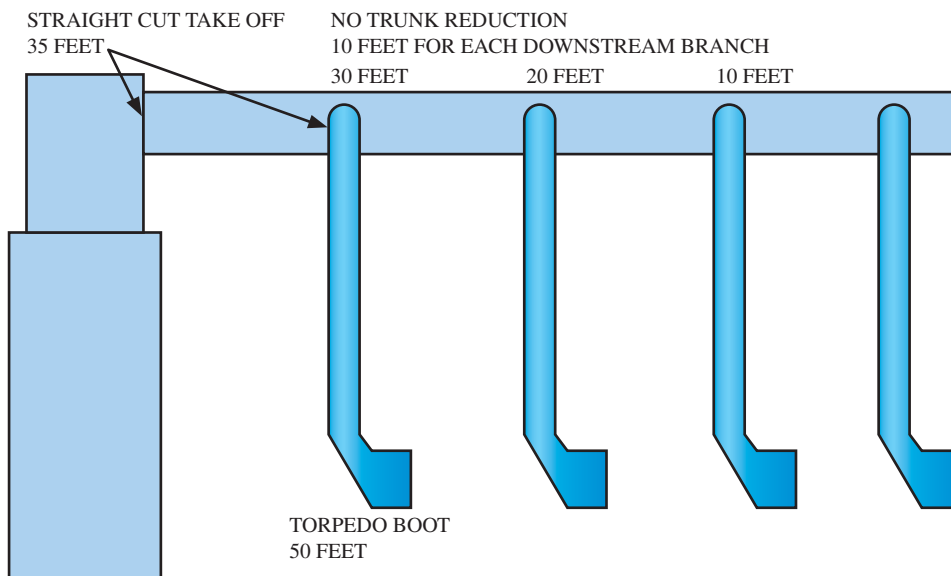 STRAIGHT CUT TAKE OFF
35 FEET
NO TRUNK REDUCTION
10 FEET FOR EACH DOWNSTREAM BRANCH
30 FEET
20 FEET
10 FEET
TORPEDO BOOT
50 FEET